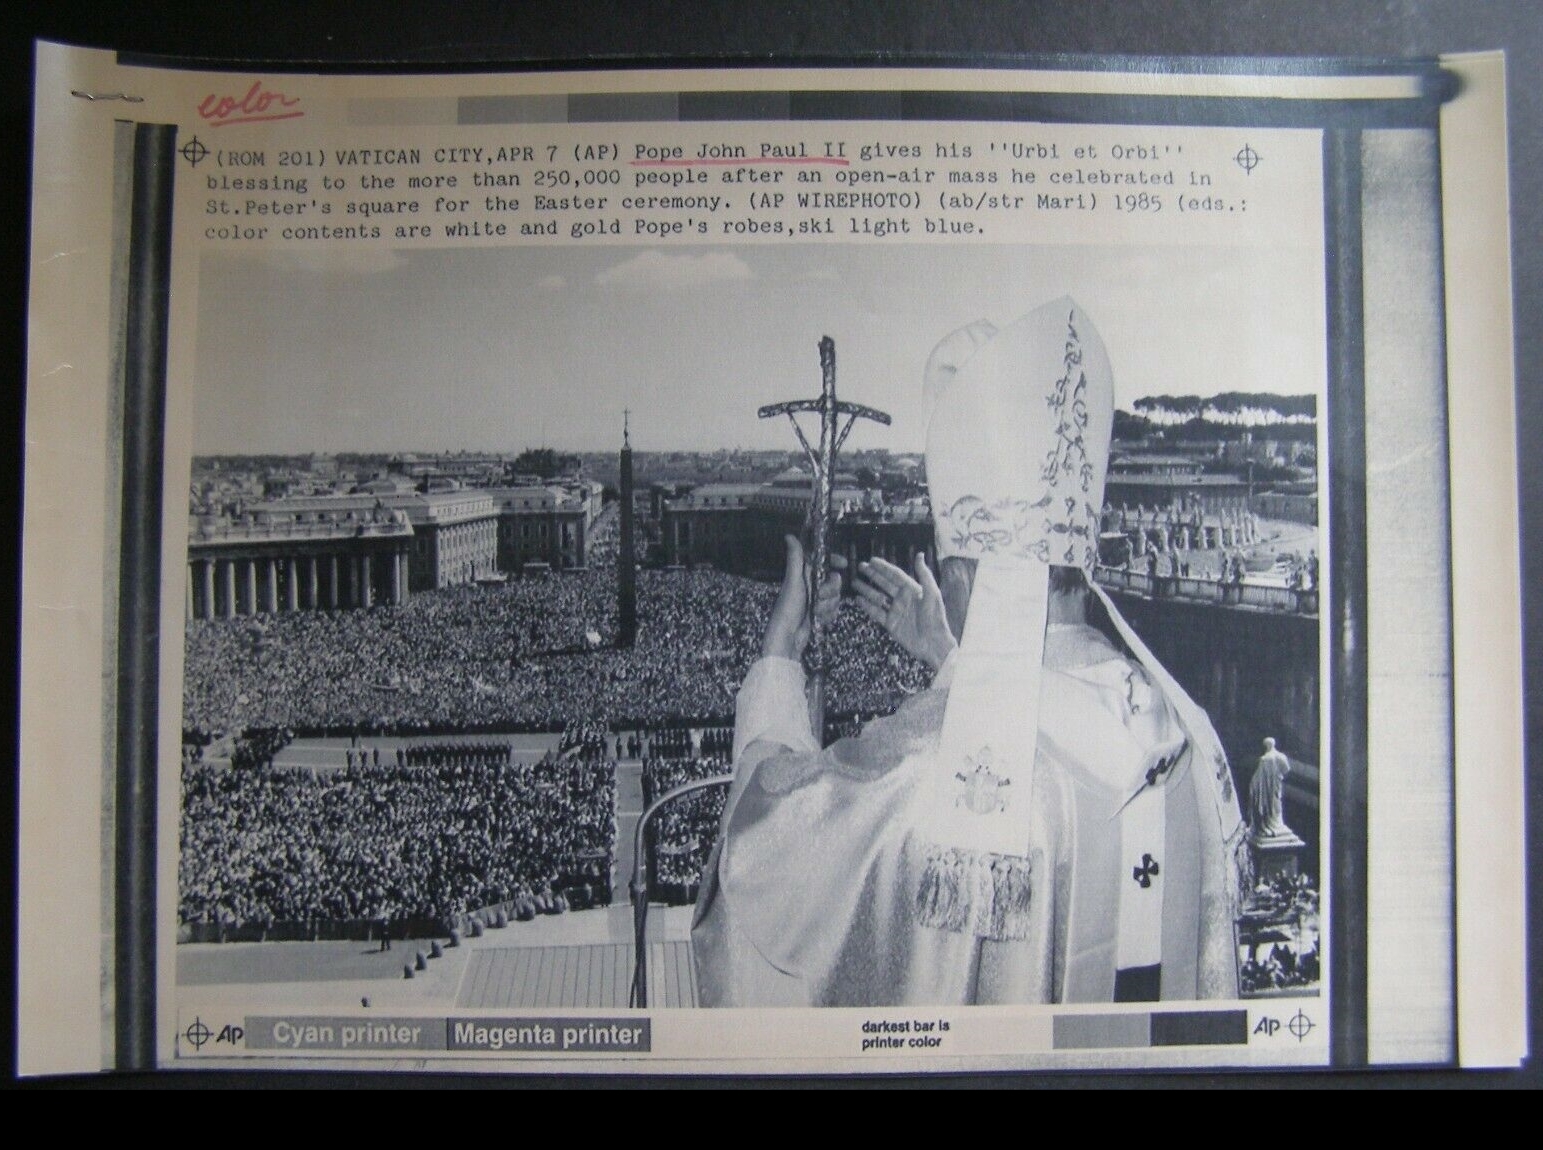 color
(ROM 201) VATICAN CITY,APR 7 (AP) Pope John Paul II gives his ''Urbi et Orbi''
blessing to the more than 250,000 people after an open-air mass he celebrated in
St.Peter's square for the Easter ceremony. (AP WIREPHOTO) (ab/str Mari) 1985 (eds.:
color contents are white and gold Pope's robes,ski light blue.
AP Cyan printer Magenta printer
darkest bar is
printer color
AP